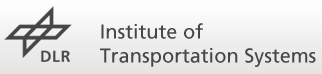 DLR
Institute of
Transportation Systems